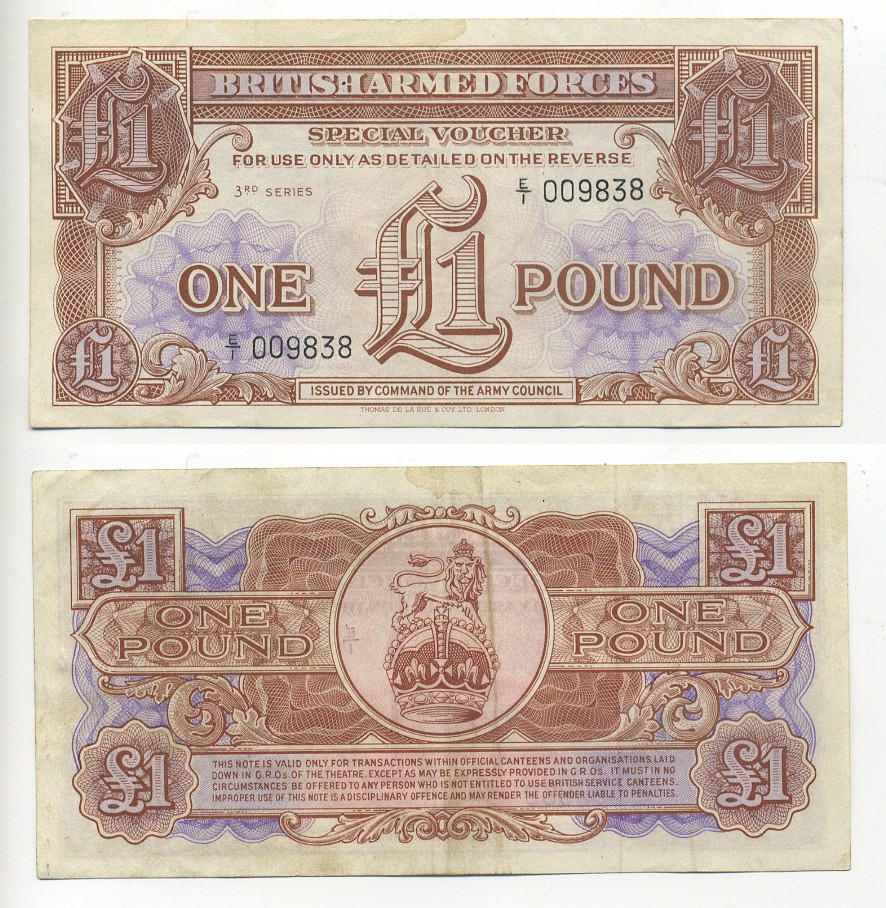 BRITISH ARMED FORCES
£1
£1
SPECIAL VOUCHER
FOR USE ONLY AS DETAILED ON THE REVERSE
3RD SERIES
E/1 009838
ONE £1 POUND
E/1 009838
£1
£1
ISSUED BY COMMAND OF THE ARMY COUNCIL
THOMAS DE LA RUE & COY. LTD. LONDON
£1
£1
ONE
POUND
ONE
POUND
£1
£1
THIS NOTE IS VALID ONLY FOR TRANSACTIONS WITHIN OFFICIAL CANTEENS AND ORGANISATIONS LAID
DOWN IN G.R.Os. OF THE THEATRE. EXCEPT AS MAY BE EXPRESSLY PROVIDED IN G.R.Os. IT MUST IN NO
CIRCUMSTANCES BE OFFERED TO ANY PERSON WHO IS NOT ENTITLED TO USE BRITISH SERVICE CANTEENS.
IMPROPER USE OF THIS NOTE IS A DISCIPLINARY OFFENCE AND MAY RENDER THE OFFENDER LIABLE TO PENALTIES.